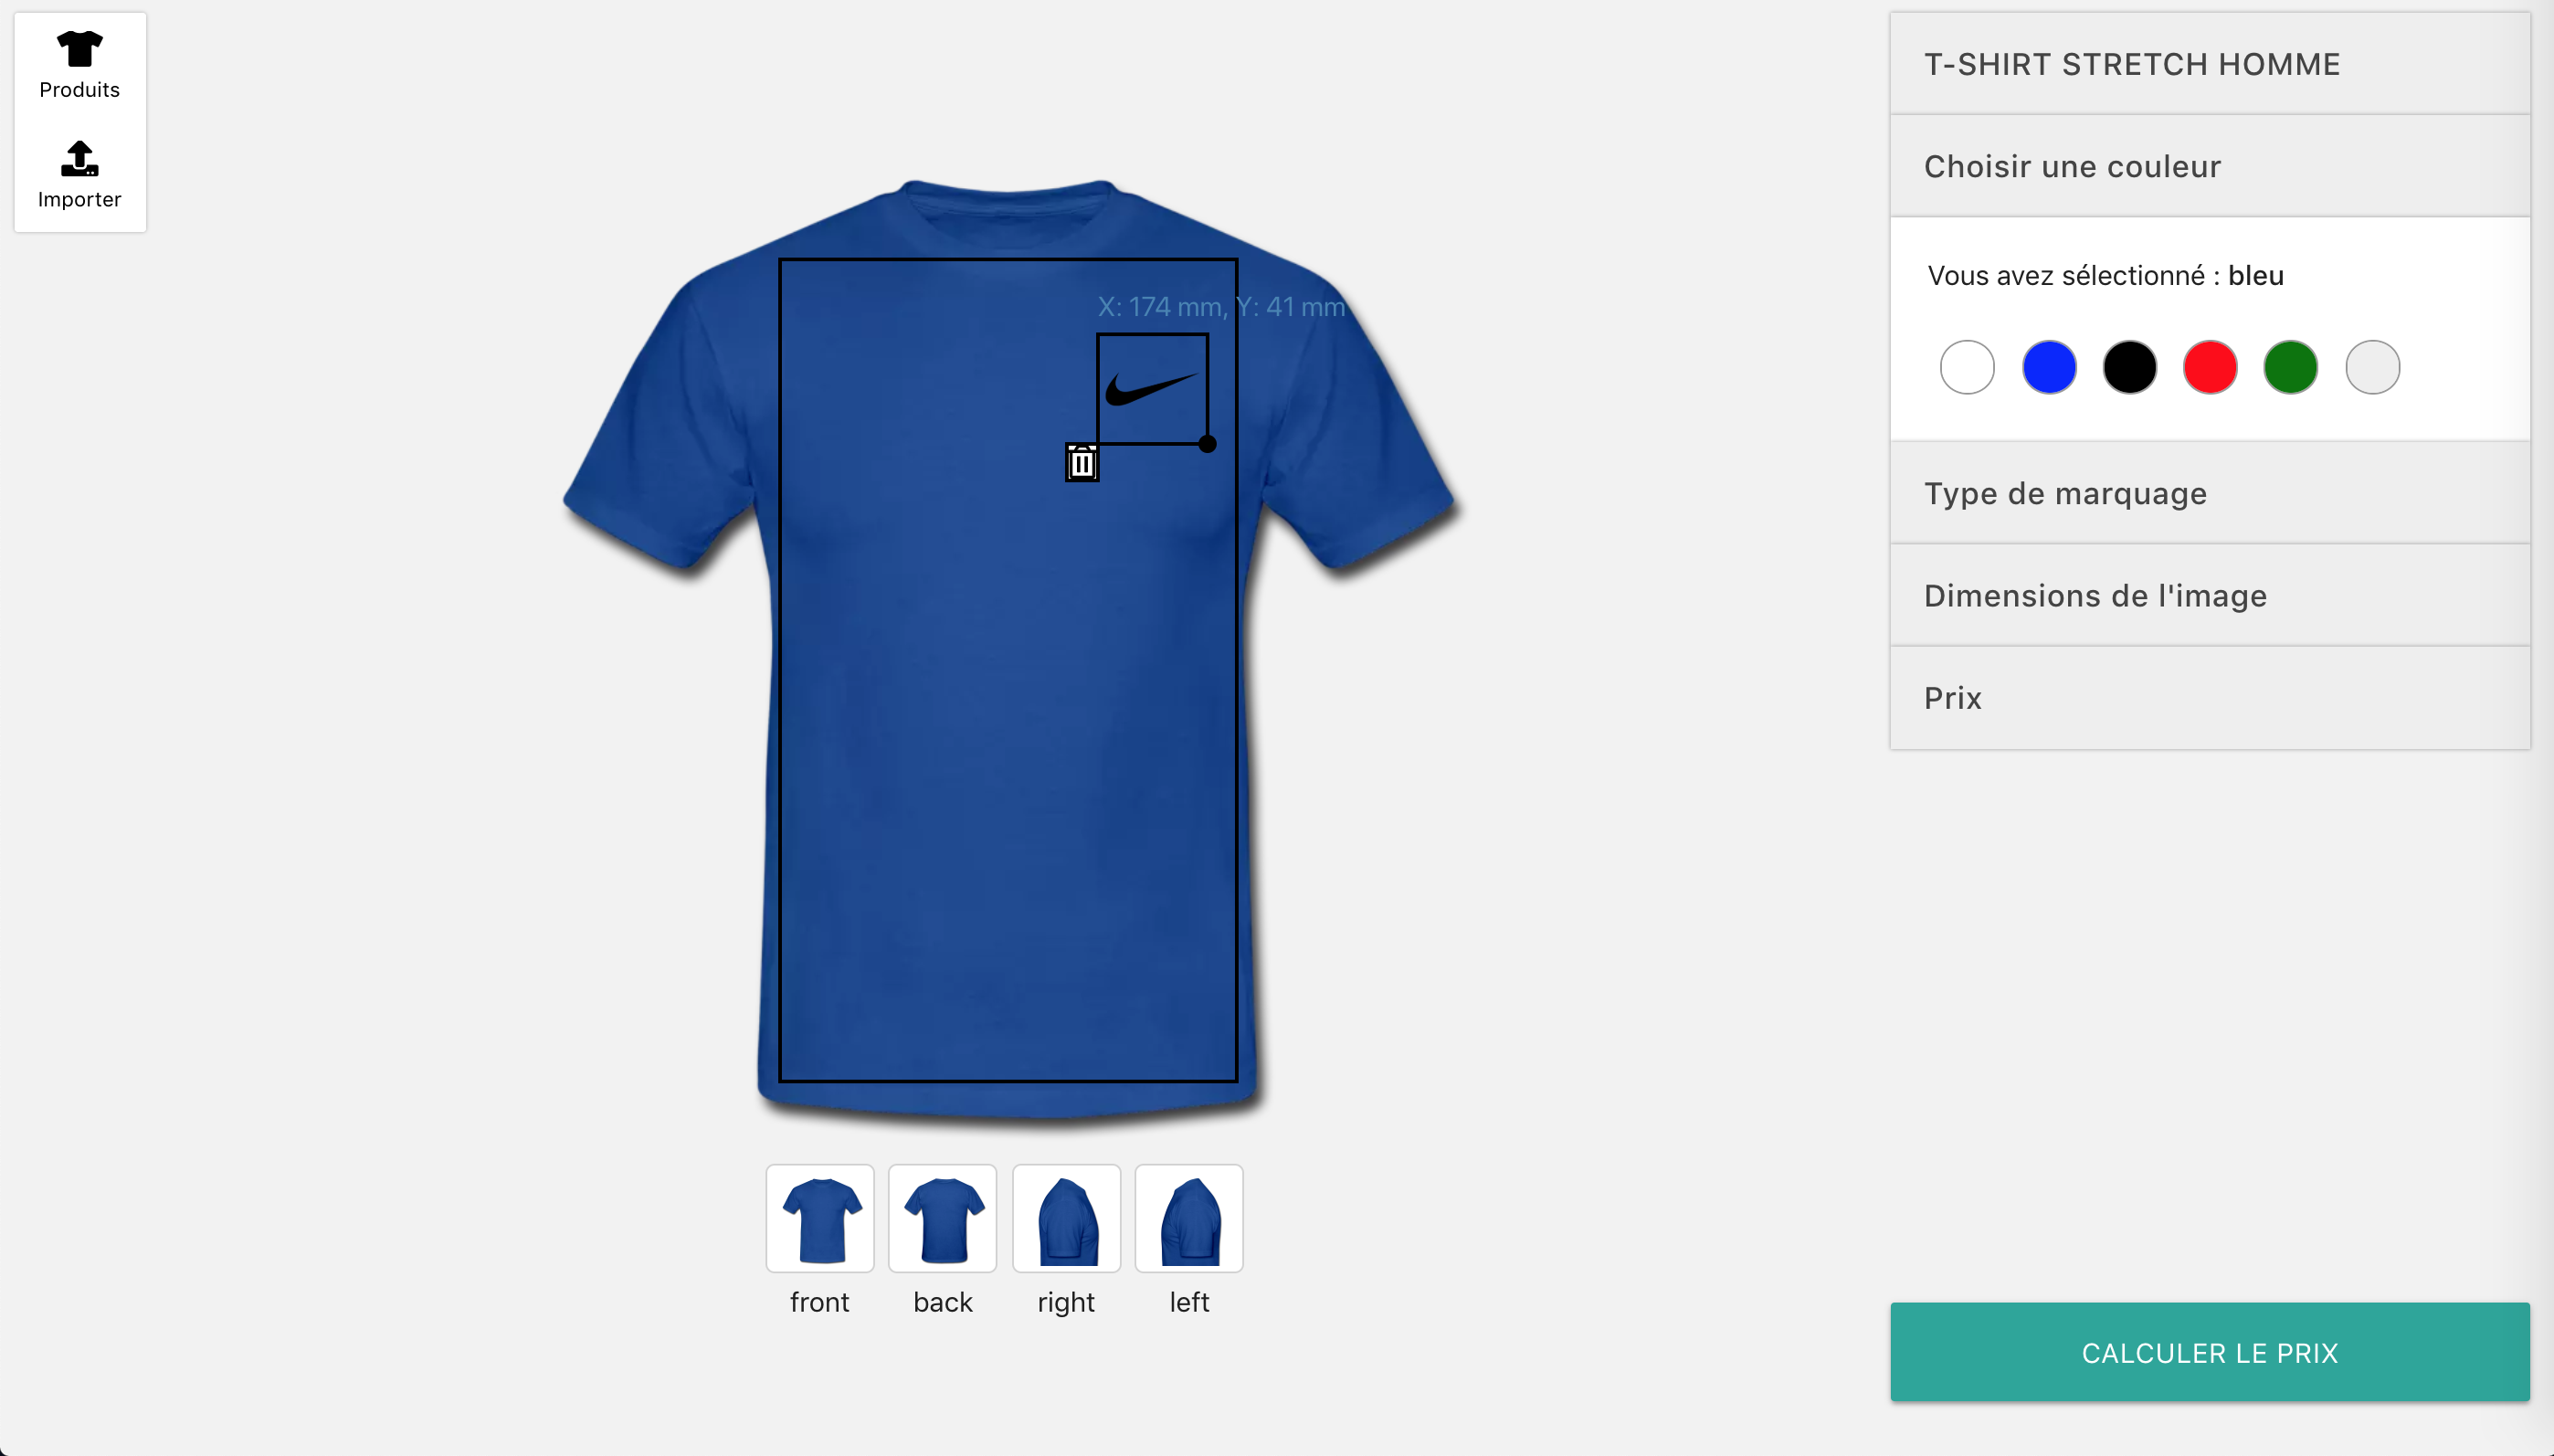 Produits
Importer
X: 174 mm, Y: 41 mm
front
back
right
left
T-SHIRT STRETCH HOMME
Choisir une couleur
Vous avez sélectionné : bleu
Type de marquage
Dimensions de l'image
Prix
CALCULER LE PRIX